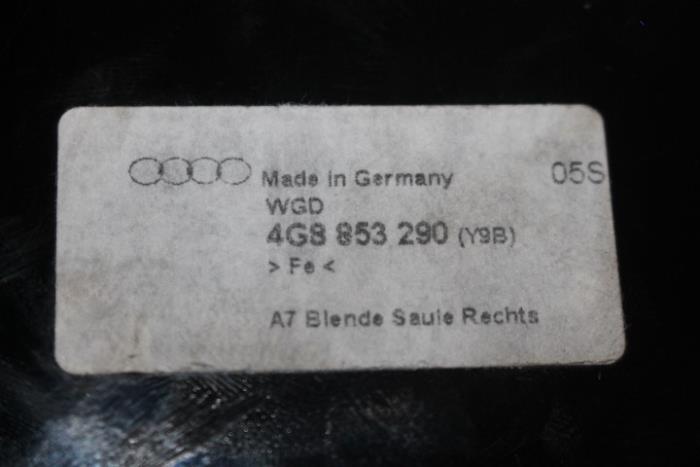 Made in Germany 05S
WGD
4G8 853 290 (Y9B)
> Fe <
A7 Blende Saule Rechts